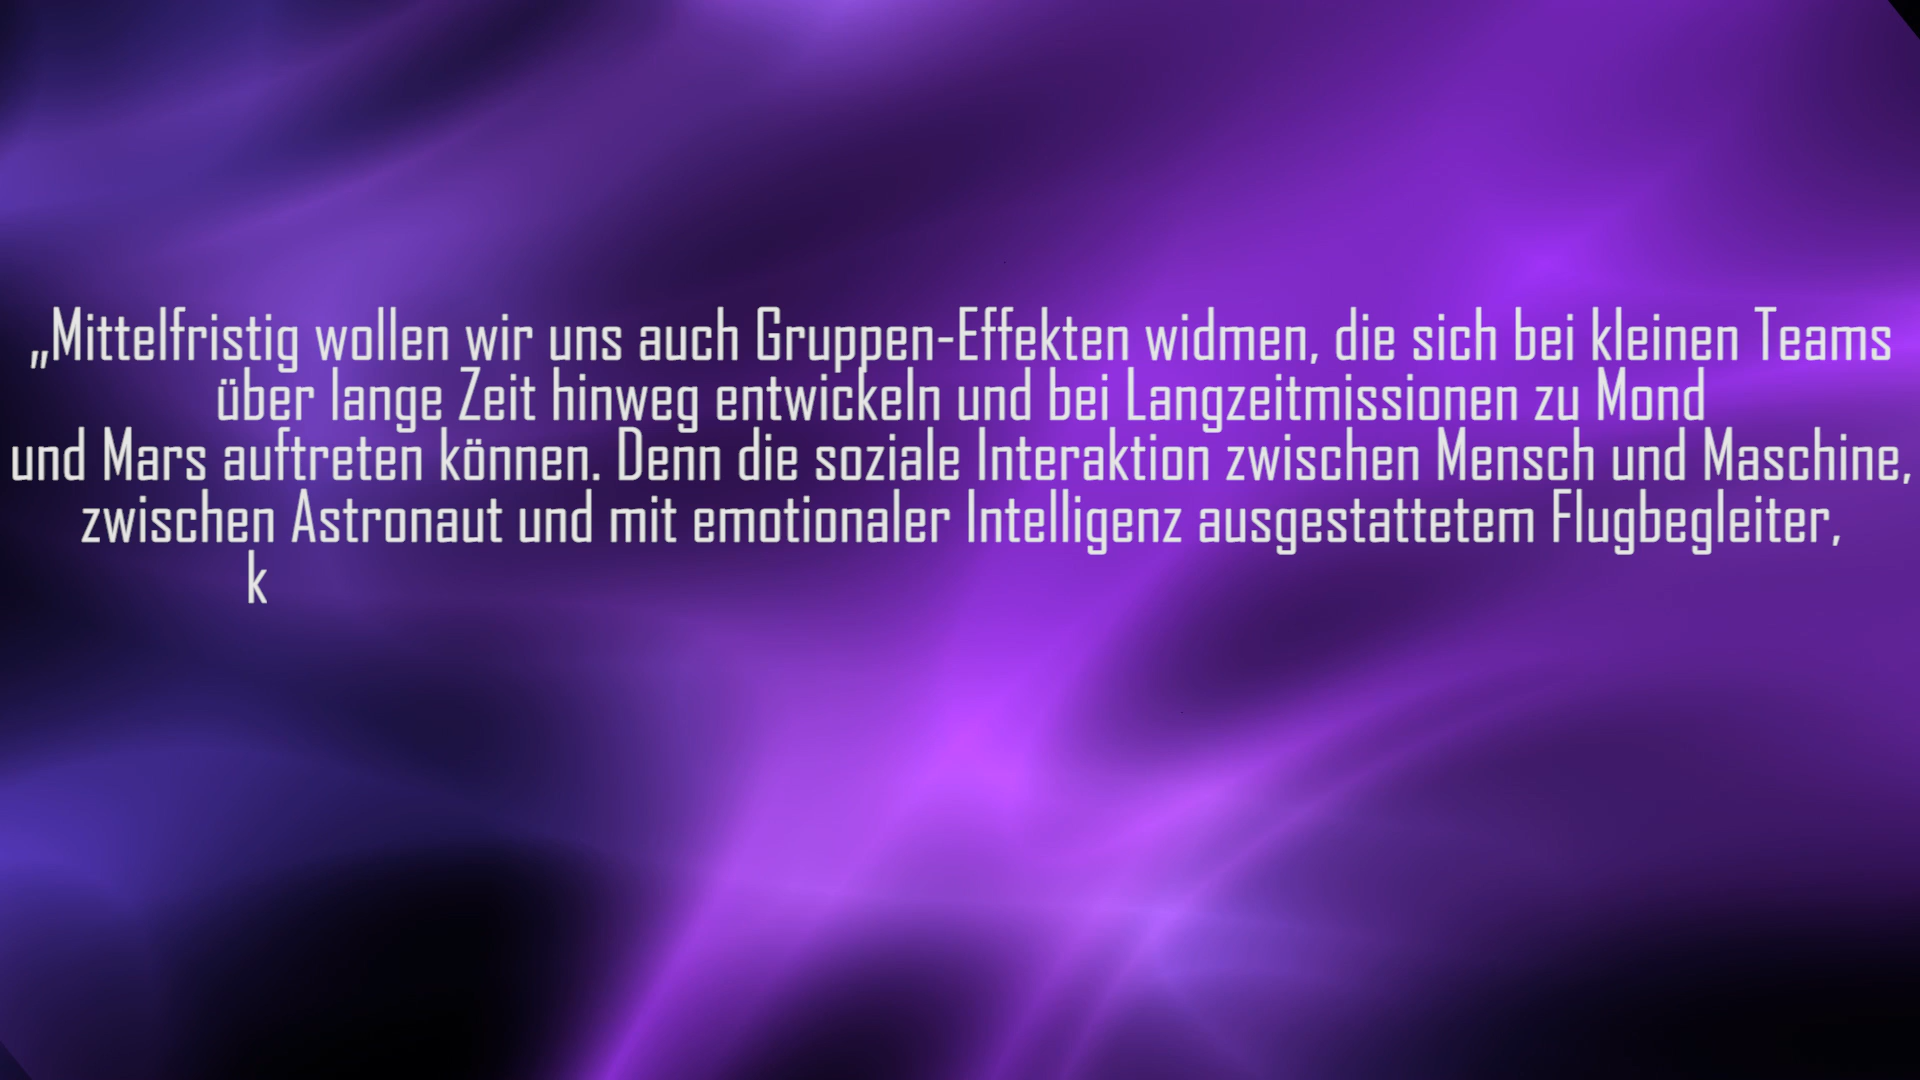 „Mittelfristig wollen wir uns auch Gruppen-Effekten widmen, die sich bei kleinen Teams
über lange Zeit hinweg entwickeln und bei Langzeitmissionen zu Mond
und Mars auftreten können. Denn die soziale Interaktion zwischen Mensch und Maschine,
zwischen Astronaut und mit emotionaler Intelligenz ausgestattetem Flugbegleiter,
k